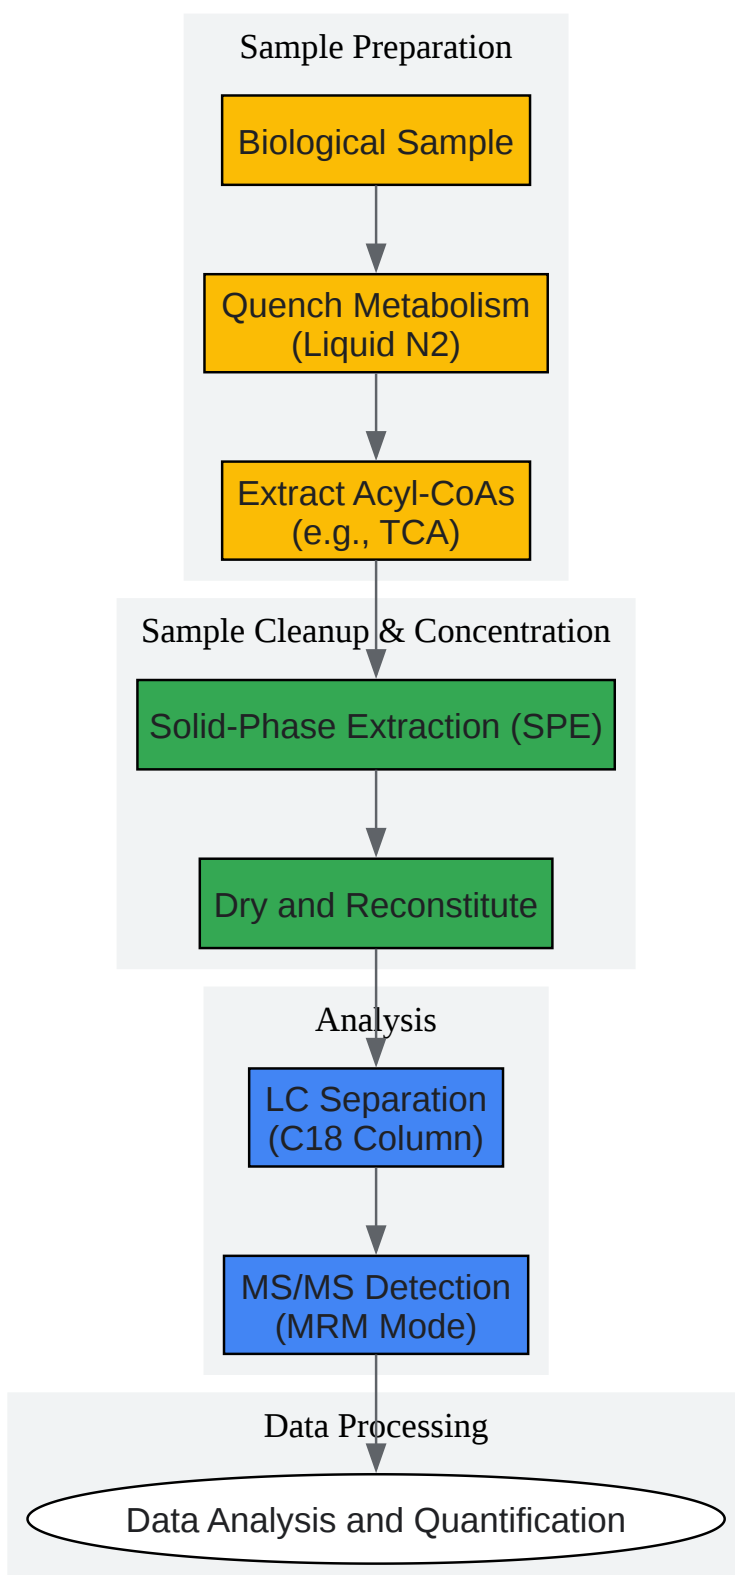 Sample Preparation
Biological Sample
Quench Metabolism
(Liquid N2)
Extract Acyl-CoAs
(e.g., TCA)
Sample Cleanup & Concentration
Solid-Phase Extraction (SPE)
Dry and Reconstitute
Analysis
LC Separation
(C18 Column)
MS/MS Detection
(MRM Mode)
Data Processing
Data Analysis and Quantification